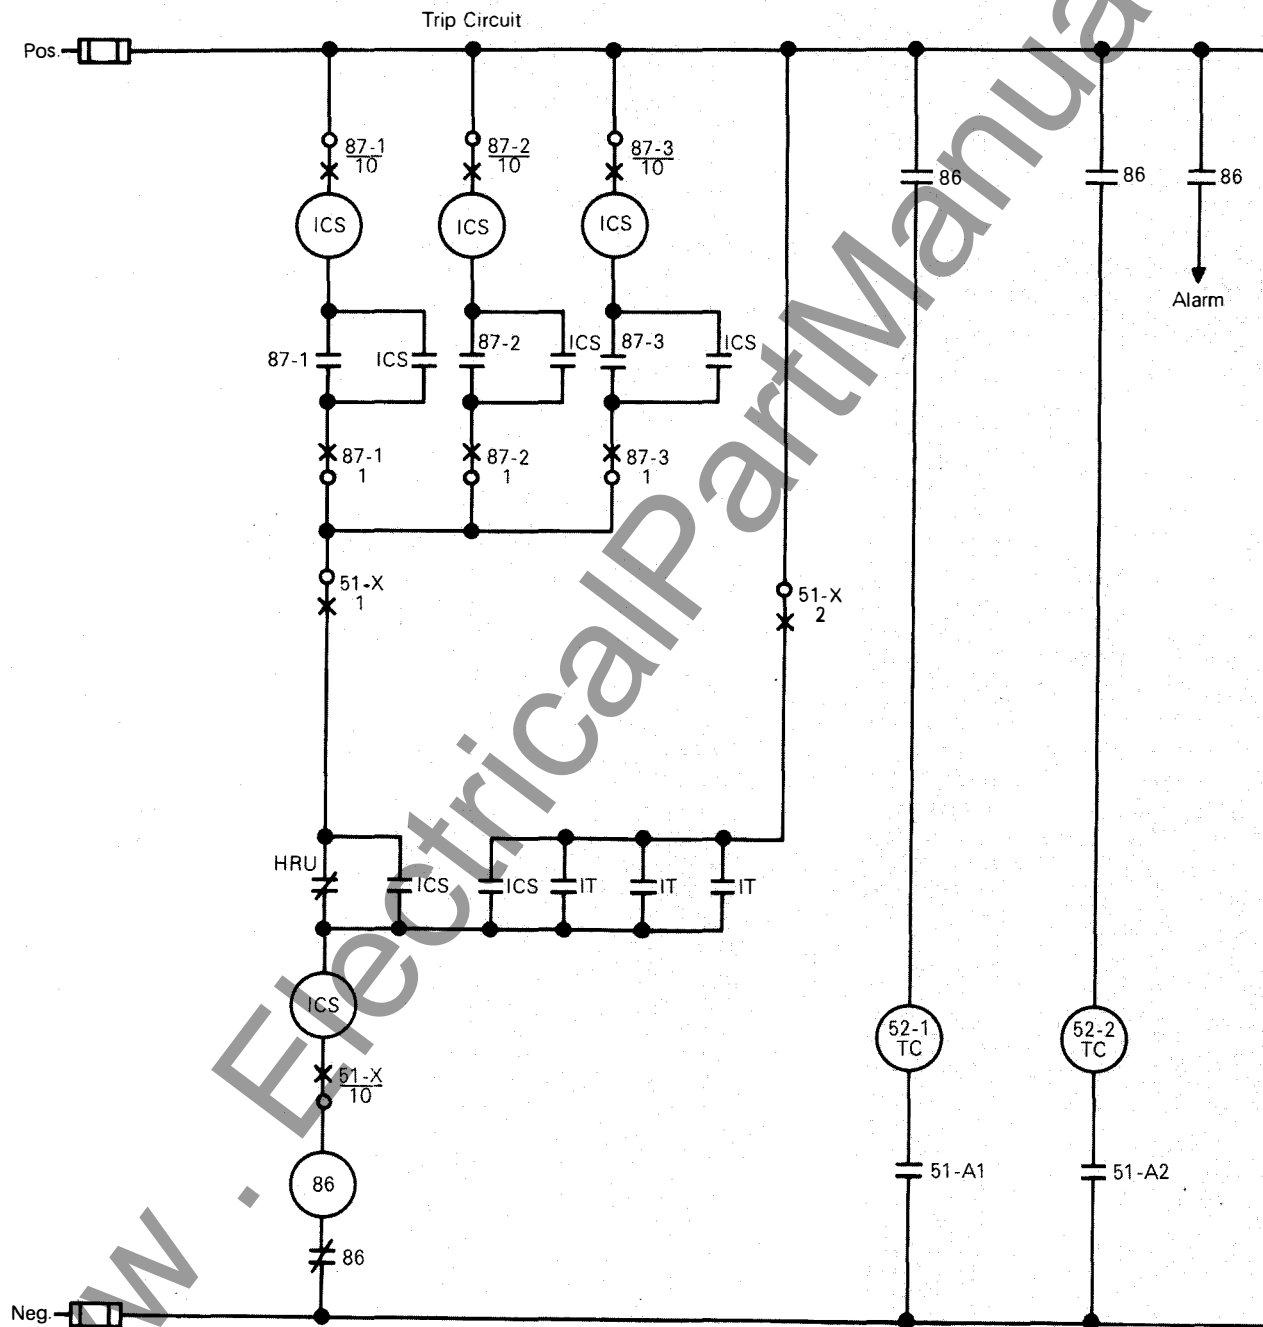 Trip Circuit
Pos.
87-1
10
87-2
10
87-3
10
86
86
86
ICS
ICS
ICS
Alarm
87-1
ICS
87-2
ICS
87-3
ICS
87-1
1
87-2
1
87-3
1
51-X
1
51-X
2
HRU
ICS
ICS
IT
IT
IT
ICS
52-1
TC
52-2
TC
51-X
10
86
51-A1
51-A2
86
Neg.
w . ElectricalPartManua